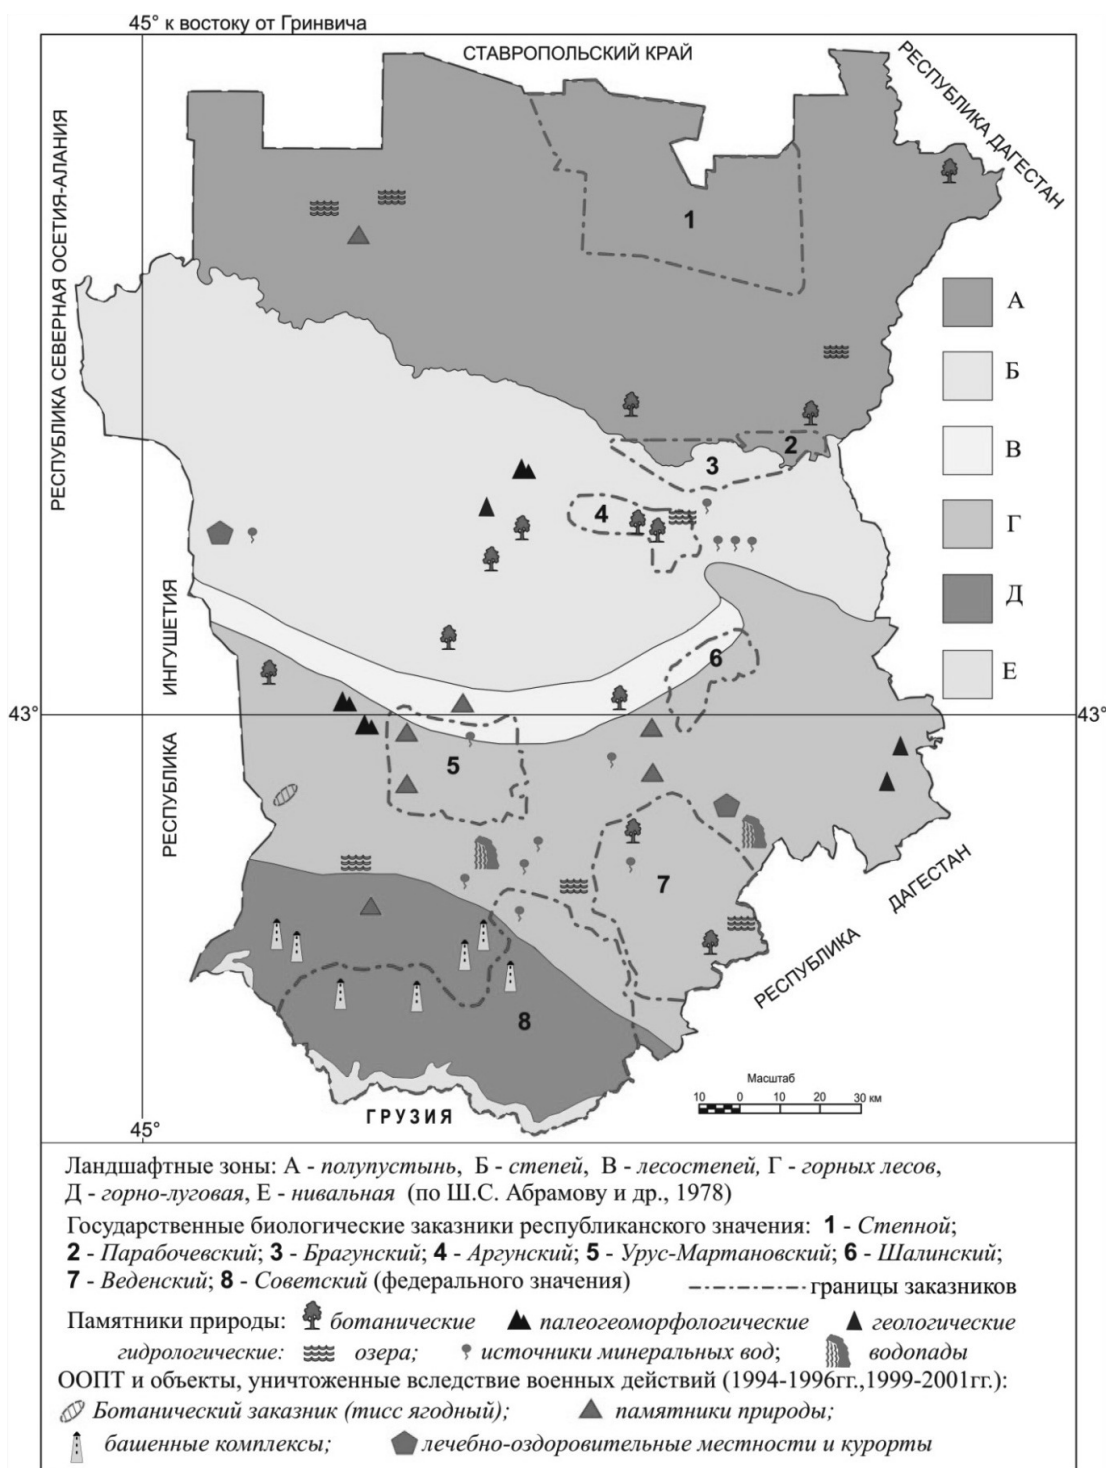 45° к востоку от Гринвича
СТАВРОПОЛЬСКИЙ КРАЙ
РЕСПУБЛИКА ДАГЕСТАН
РЕСПУБЛИКА СЕВЕРНАЯ ОСЕТИЯ-АЛАНИЯ
1
А
Б
2
3
В
4
Г
Д
ИНГУШЕТИЯ
6
Е
43°
43°
РЕСПУБЛИКА
5
7
ДАГЕСТАН
РЕСПУБЛИКА
8
Масштаб
10 0 10 20 30 км
ГРУЗИЯ
45°
Ландшафтные зоны: А - полупустынь, Б - степей, В - лесостепей, Г - горных лесов,
Д - горно-луговая, Е - нивальная (по Ш.С. Абрамову и др., 1978)
Государственные биологические заказники республиканского значения: 1 - Степной;
2 - Парабочевский; 3 - Брагунский; 4 - Аргунский; 5 - Урус-Мартановский; 6 - Шалинский;
7 - Веденский; 8 - Советский (федерального значения) границы заказников
Памятники природы: ботанические палеогеоморфологические геологические
гидрологические: озера; источники минеральных вод; водопады
ООПТ и объекты, уничтоженные вследствие военных действий (1994-1996гг.,1999-2001гг.):
Ботанический заказник (тисс ягодный); памятники природы;
башенные комплексы; лечебно-оздоровительные местности и курорты